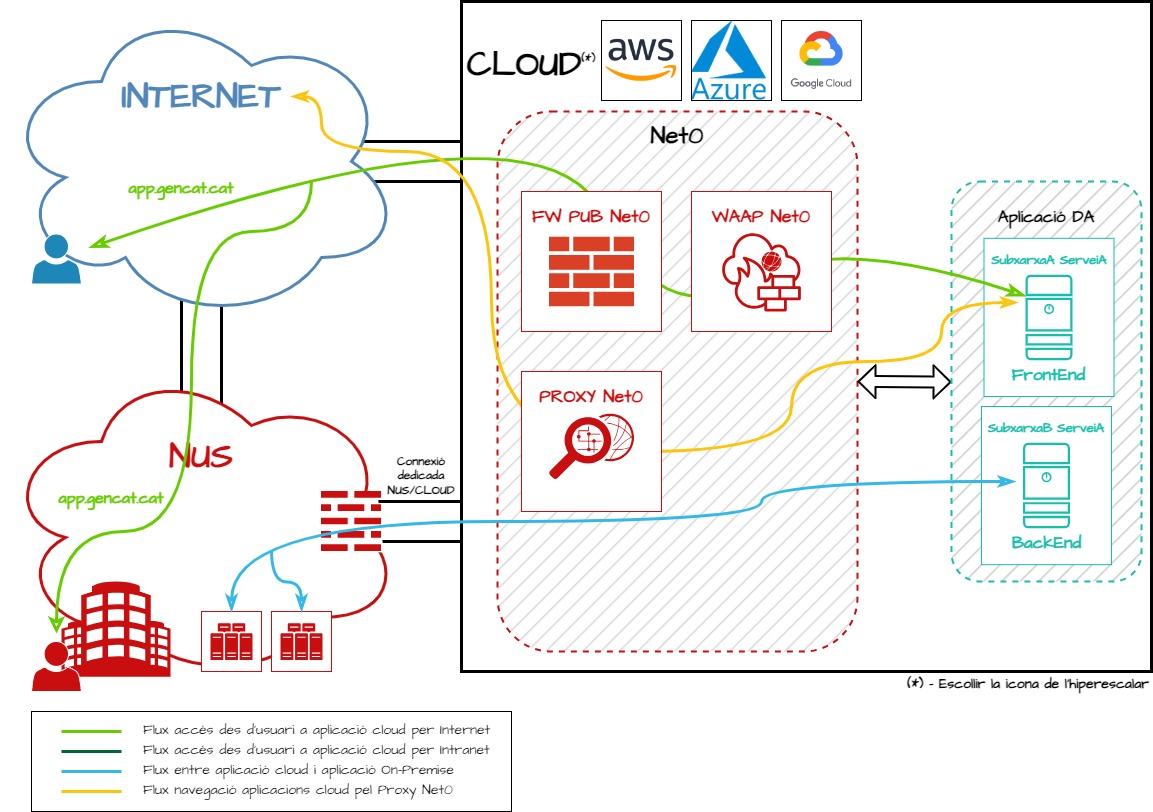 INTERNET
app.gencat.cat
NUS
app.gencat.cat
Connexió
dedicada
NUS/CLOUD
CLOUD(*)
aws
Azure
Google Cloud
Net0
FW PUB Net0
WAAP Net0
PROXY Net0
Aplicació DA
SubxarxaA ServeiA
FrontEnd
SubxarxaB ServeiA
BackEnd
(*) - Escollir la icona de l'hiperescalar
Flux accès des d'usuari a aplicació cloud per Internet
Flux accès des d'usuari a aplicació cloud per Intranet
Flux entre aplicació cloud i aplicació On-Premise
Flux navegació aplicacions cloud pel Proxy Net0